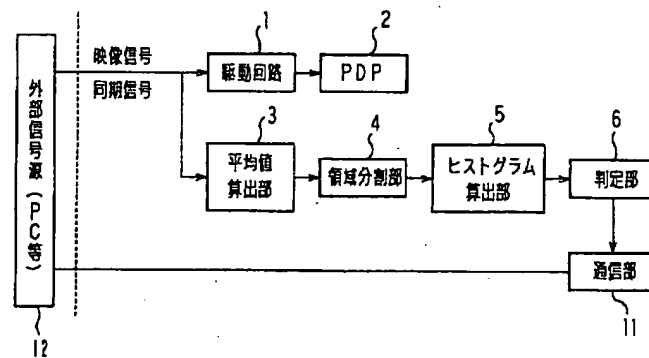 1
2
映像信号
同期信号
駆動回路
PDP
3
4
5
6
平均値
算出部
領域分割部
ヒストグラム
算出部
判定部
外部信号源(PC等)
通信部
12
11